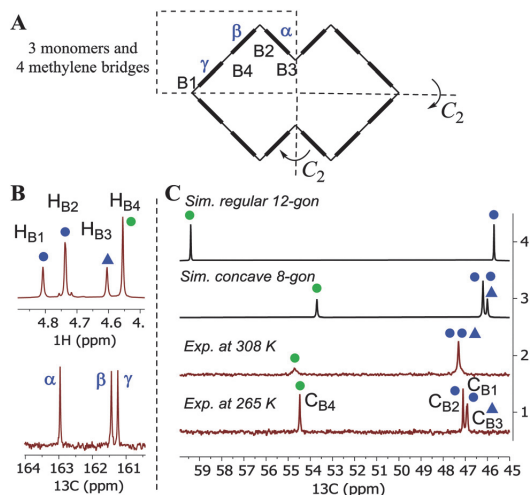 A
3 monomers and
4 methylene bridges
γ
β
α
B1
B4
B2
B3
C2
C2
B
HB1
HB2
HB3
HB4
4.8
4.7
4.6
4.
1H (ppm)
α
β
γ
164
163
162
161
13C (ppm)
C
Sim. regular 12-gon
4
Sim. concave 8-gon
3
Exp. at 308 K
2
Exp. at 265 K
CB4
CB2
CB1
CB3
1
59
58
57
56
55
54
53
52
51
50
49
48
47
46
45
13C (ppm)